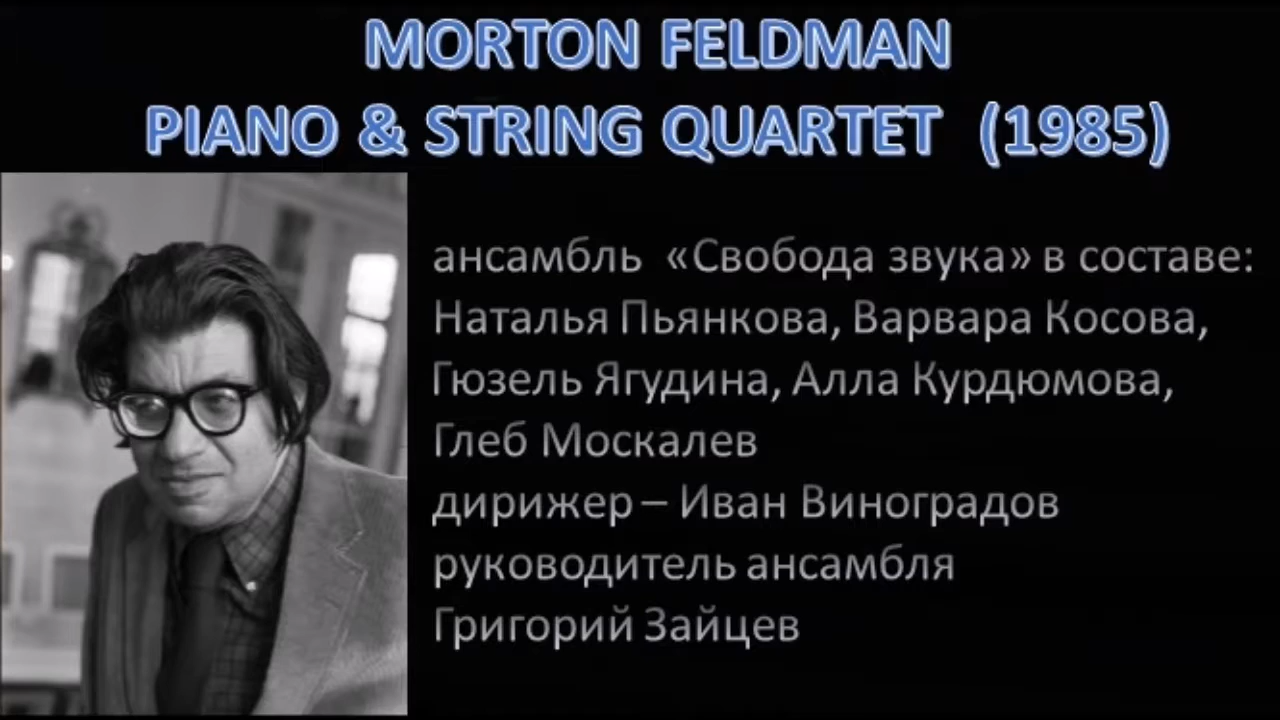 MORTON FELDMAN
PIANO & STRING QUARTET (1985)
ансамбль «Свобода звука» в составе:
Наталья Пьянкова, Варвара Косова,
Гюзель Ягудина, Алла Курдюмова,
Глеб Москалев
дирижер – Иван Виноградов
руководитель ансамбля
Григорий Зайцев